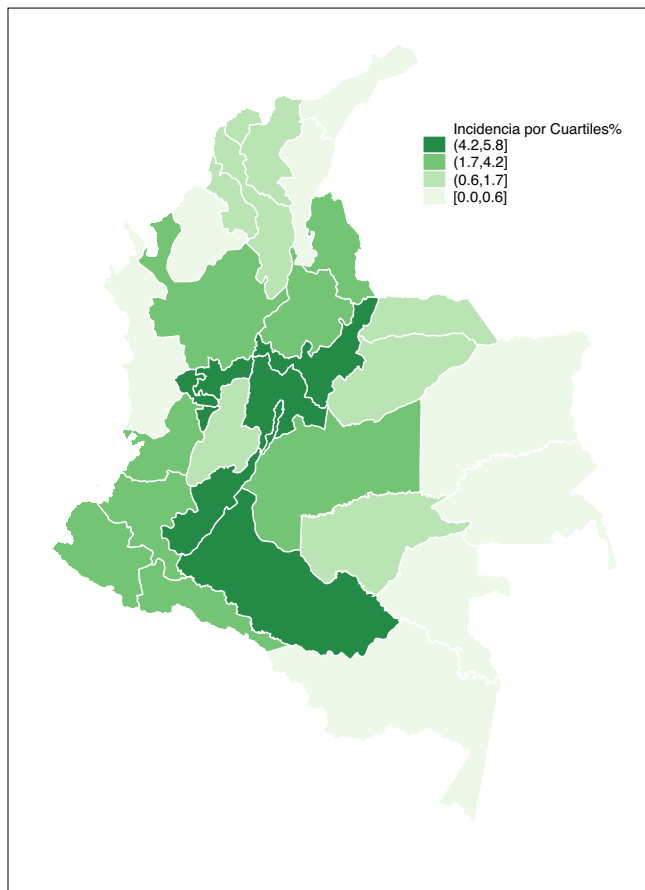 Incidencia por Cuartiles%
(4.2,5.8]
(1.7,4.2]
(0.6,1.7]
[0.0,0.6]